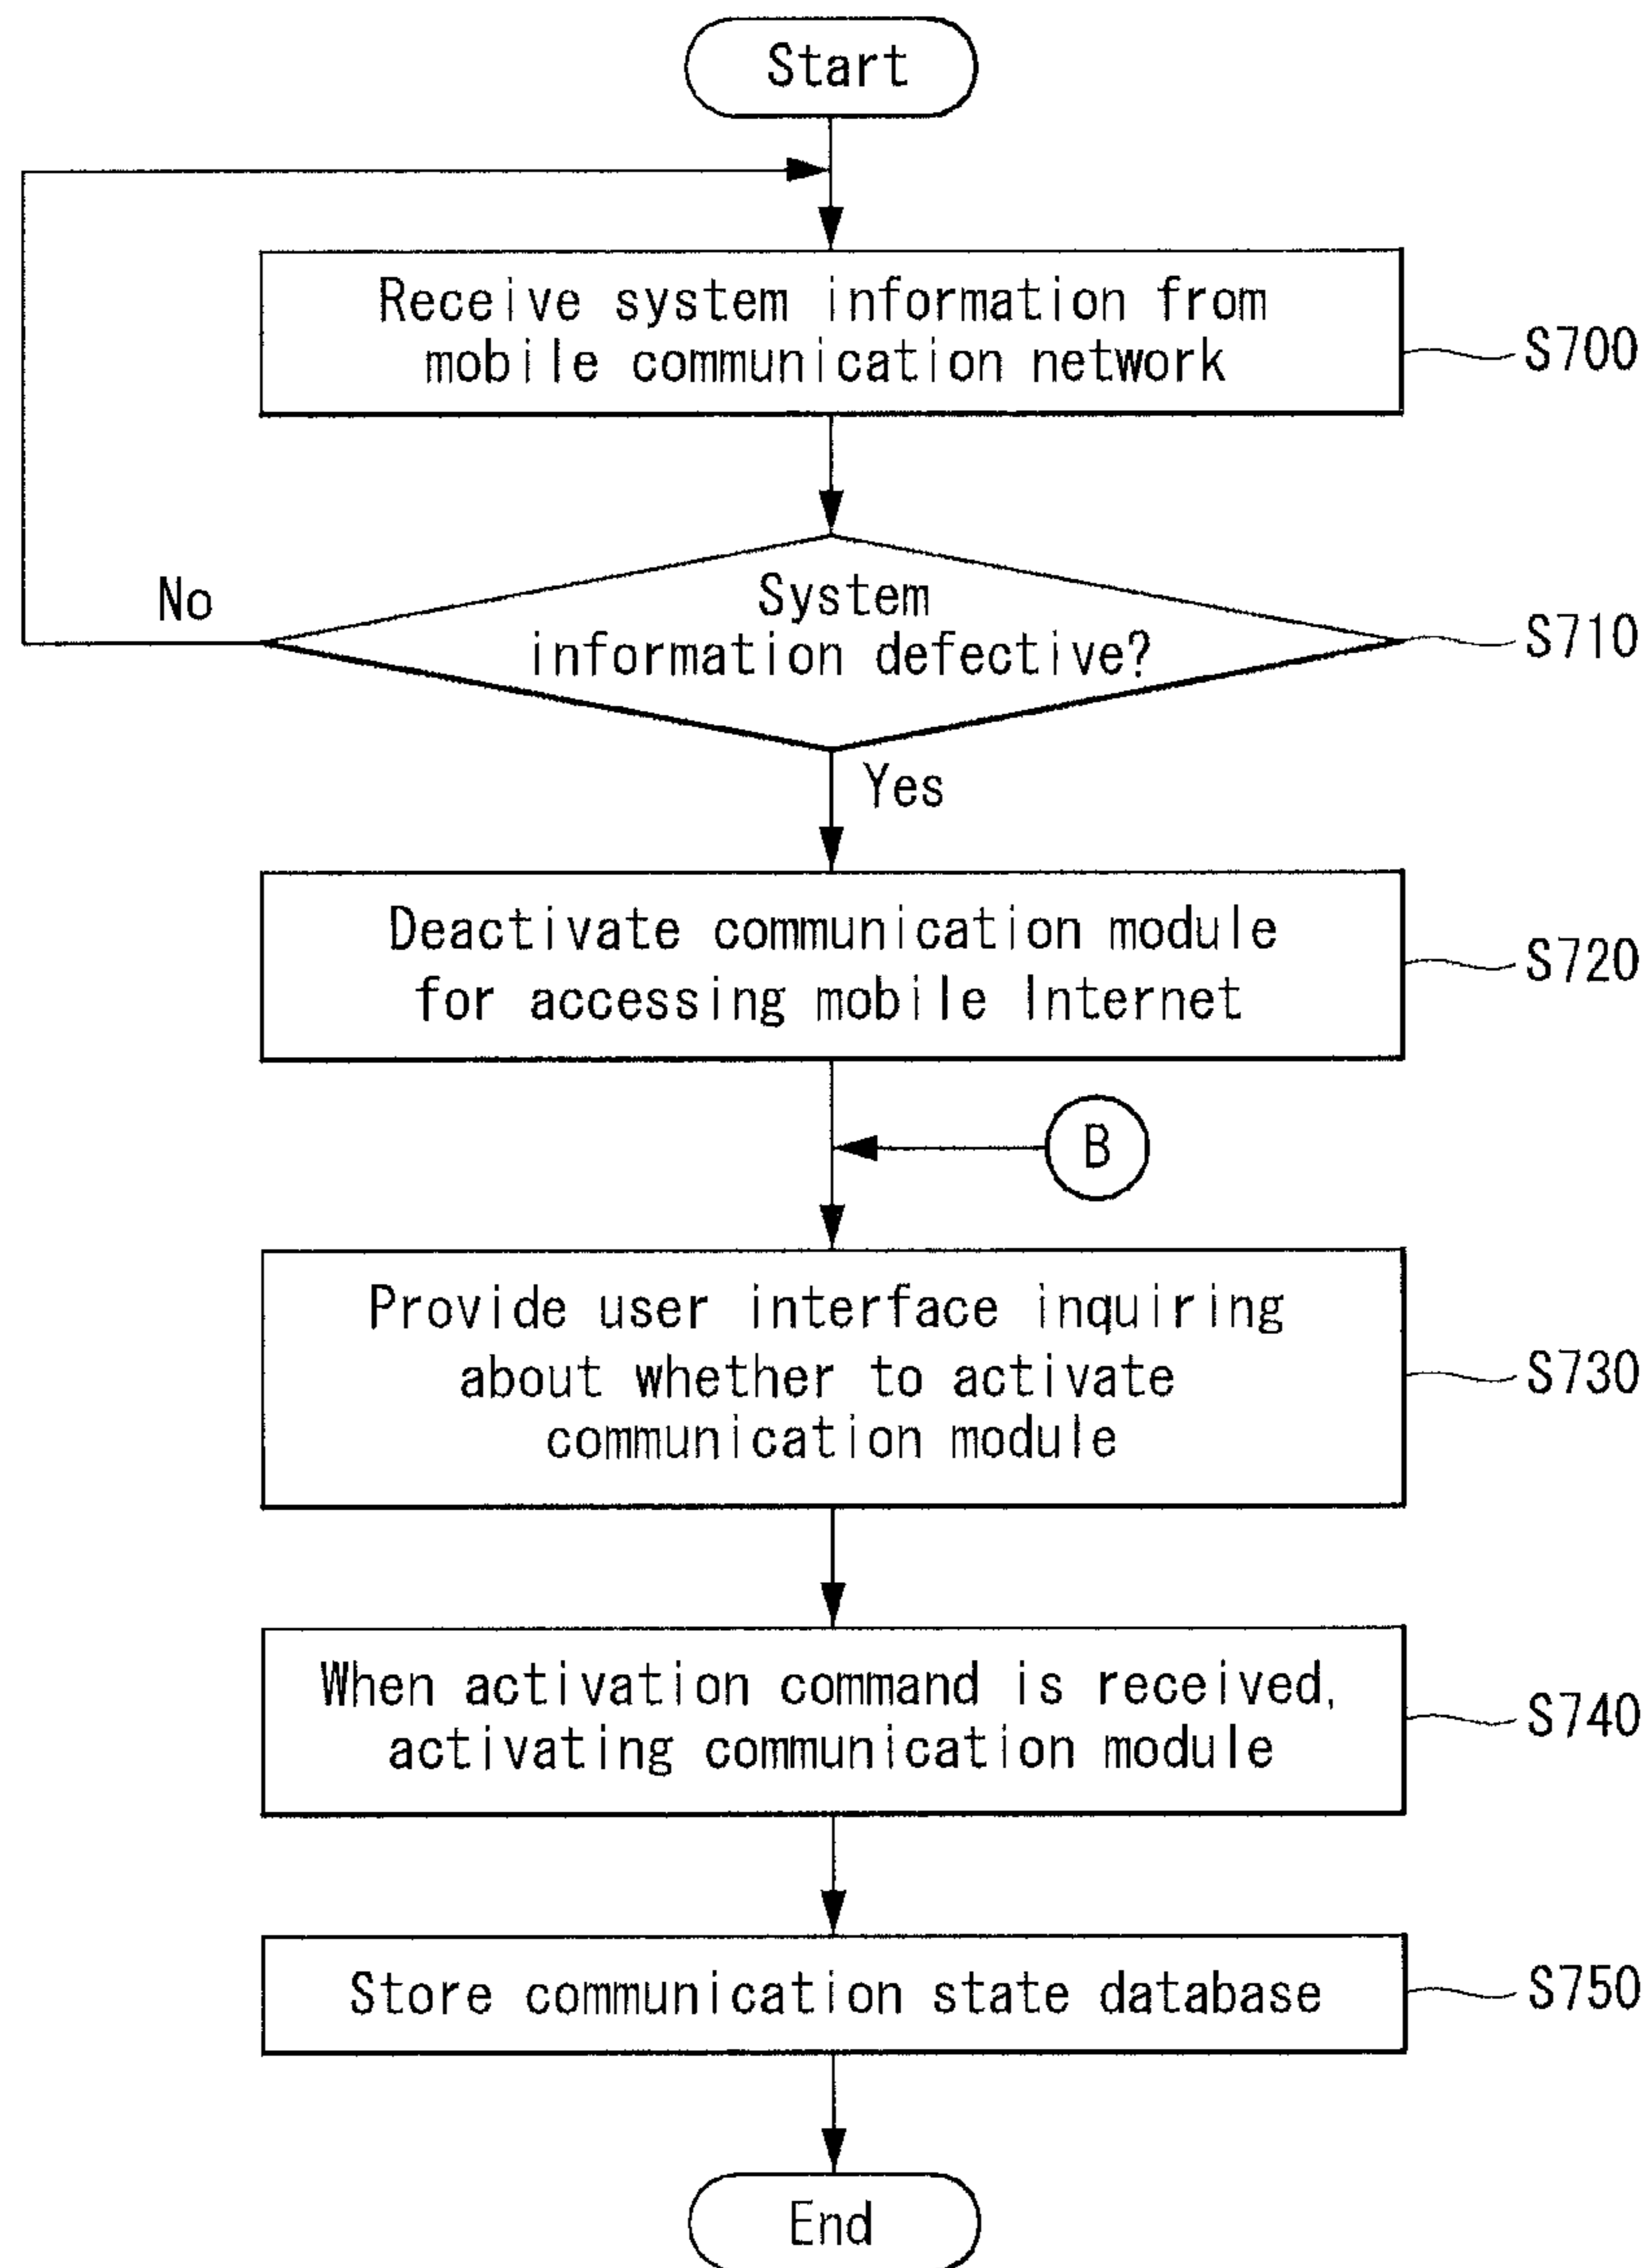 Start
Receive system information from
mobile communication network
S700
No
System
information defective?
S710
Yes
Deactivate communication module
for accessing mobile Internet
S720
B
Provide user interface inquiring
about whether to activate
communication module
S730
When activation command is received,
activating communication module
S740
Store communication state database
S750
End